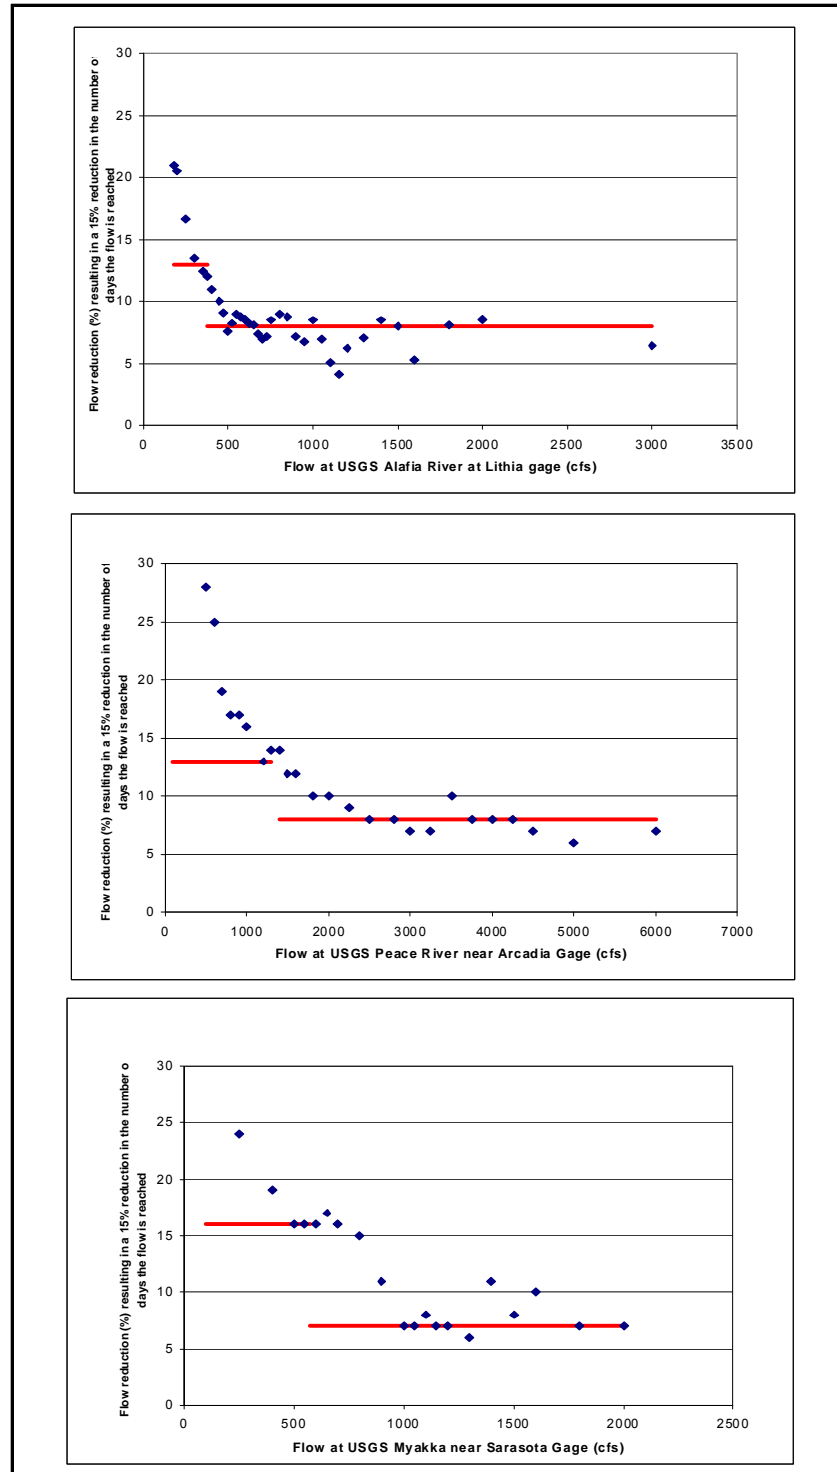 Flow reduction (%) resulting in a 15% reduction in the number of
days the flow is reached
30
25
20
15
10
5
0
0 500 1000 1500 2000 2500 3000 3500
Flow at USGS Alafia River at Lithia gage (cfs)
Flow reduction (%) resulting in a 15% reduction in the number of
days the flow is reached
30
25
20
15
10
5
0
0 1000 2000 3000 4000 5000 6000 7000
Flow at USGS Peace River near Arcadia Gage (cfs)
Flow reduction (%) resulting in a 15% reduction in the number o
days the flow is reached
30
25
20
15
10
5
0
0 500 1000 1500 2000 2500
Flow at USGS Myakka near Sarasota Gage (cfs)